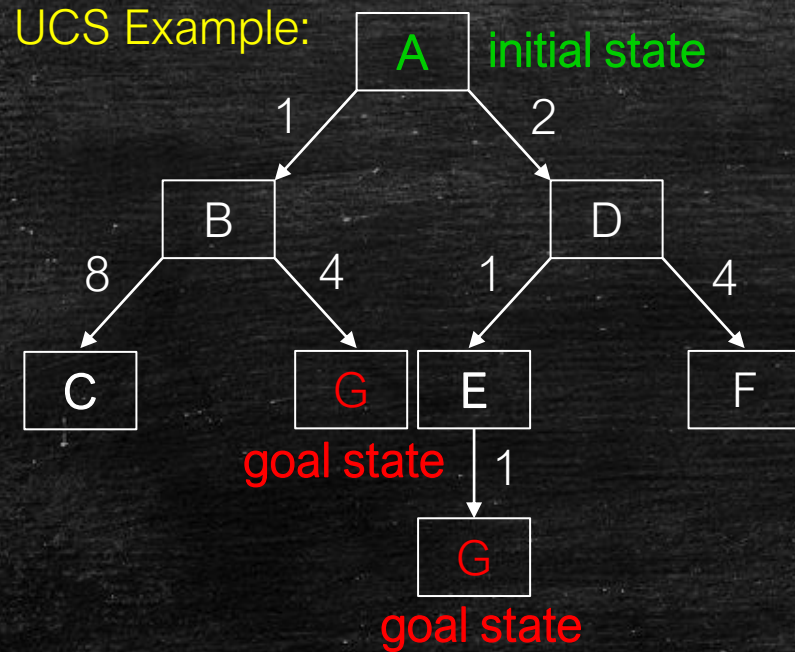 UCS Example:
A initial state
1 2
B D
8 4 1 4
C G E F
goal state
1
G
goal state